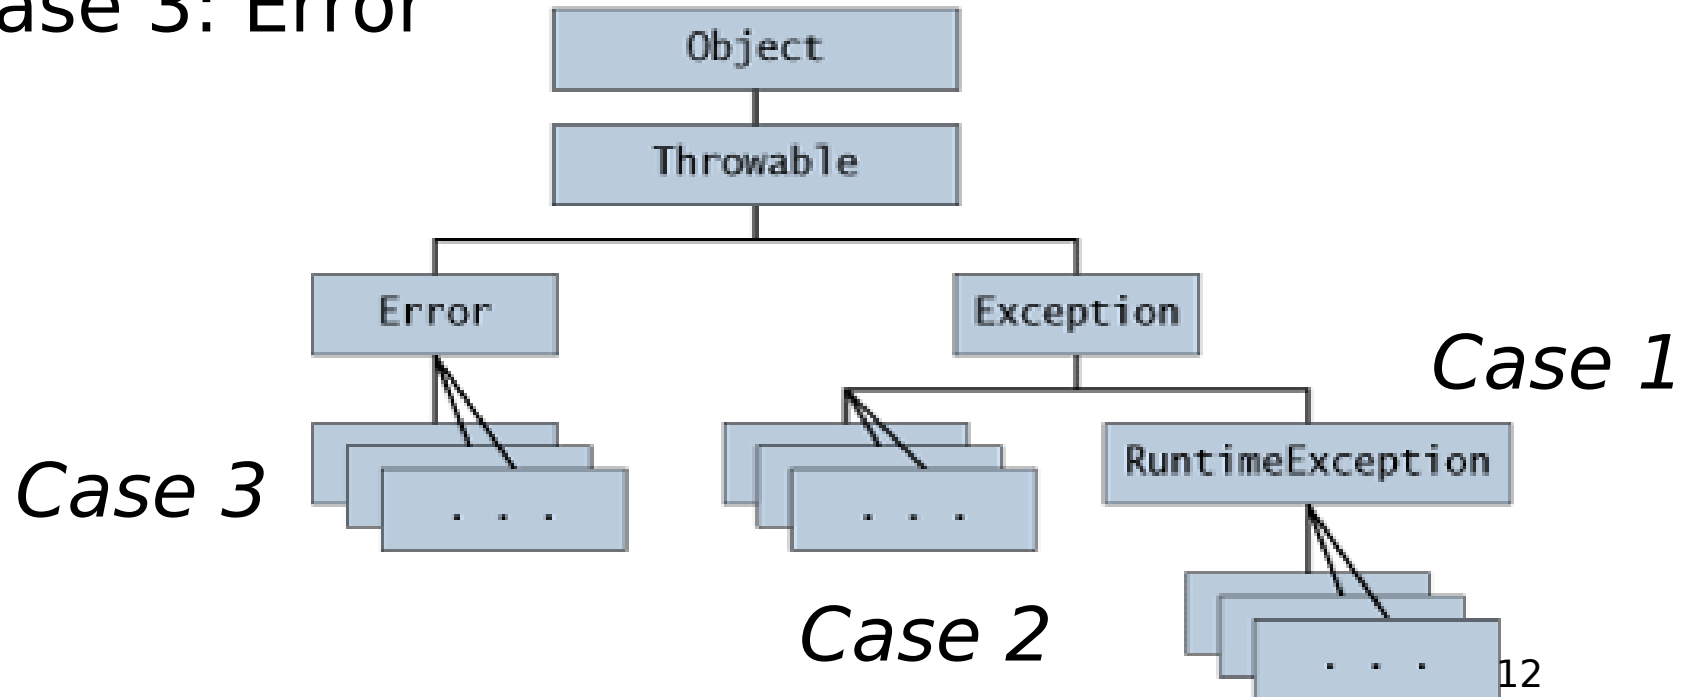 ase 3: Error
Object
Throwable
Error
Exception
Case 1
RuntimeException
Case 3
. . .
. . .
Case 2
. . .
12